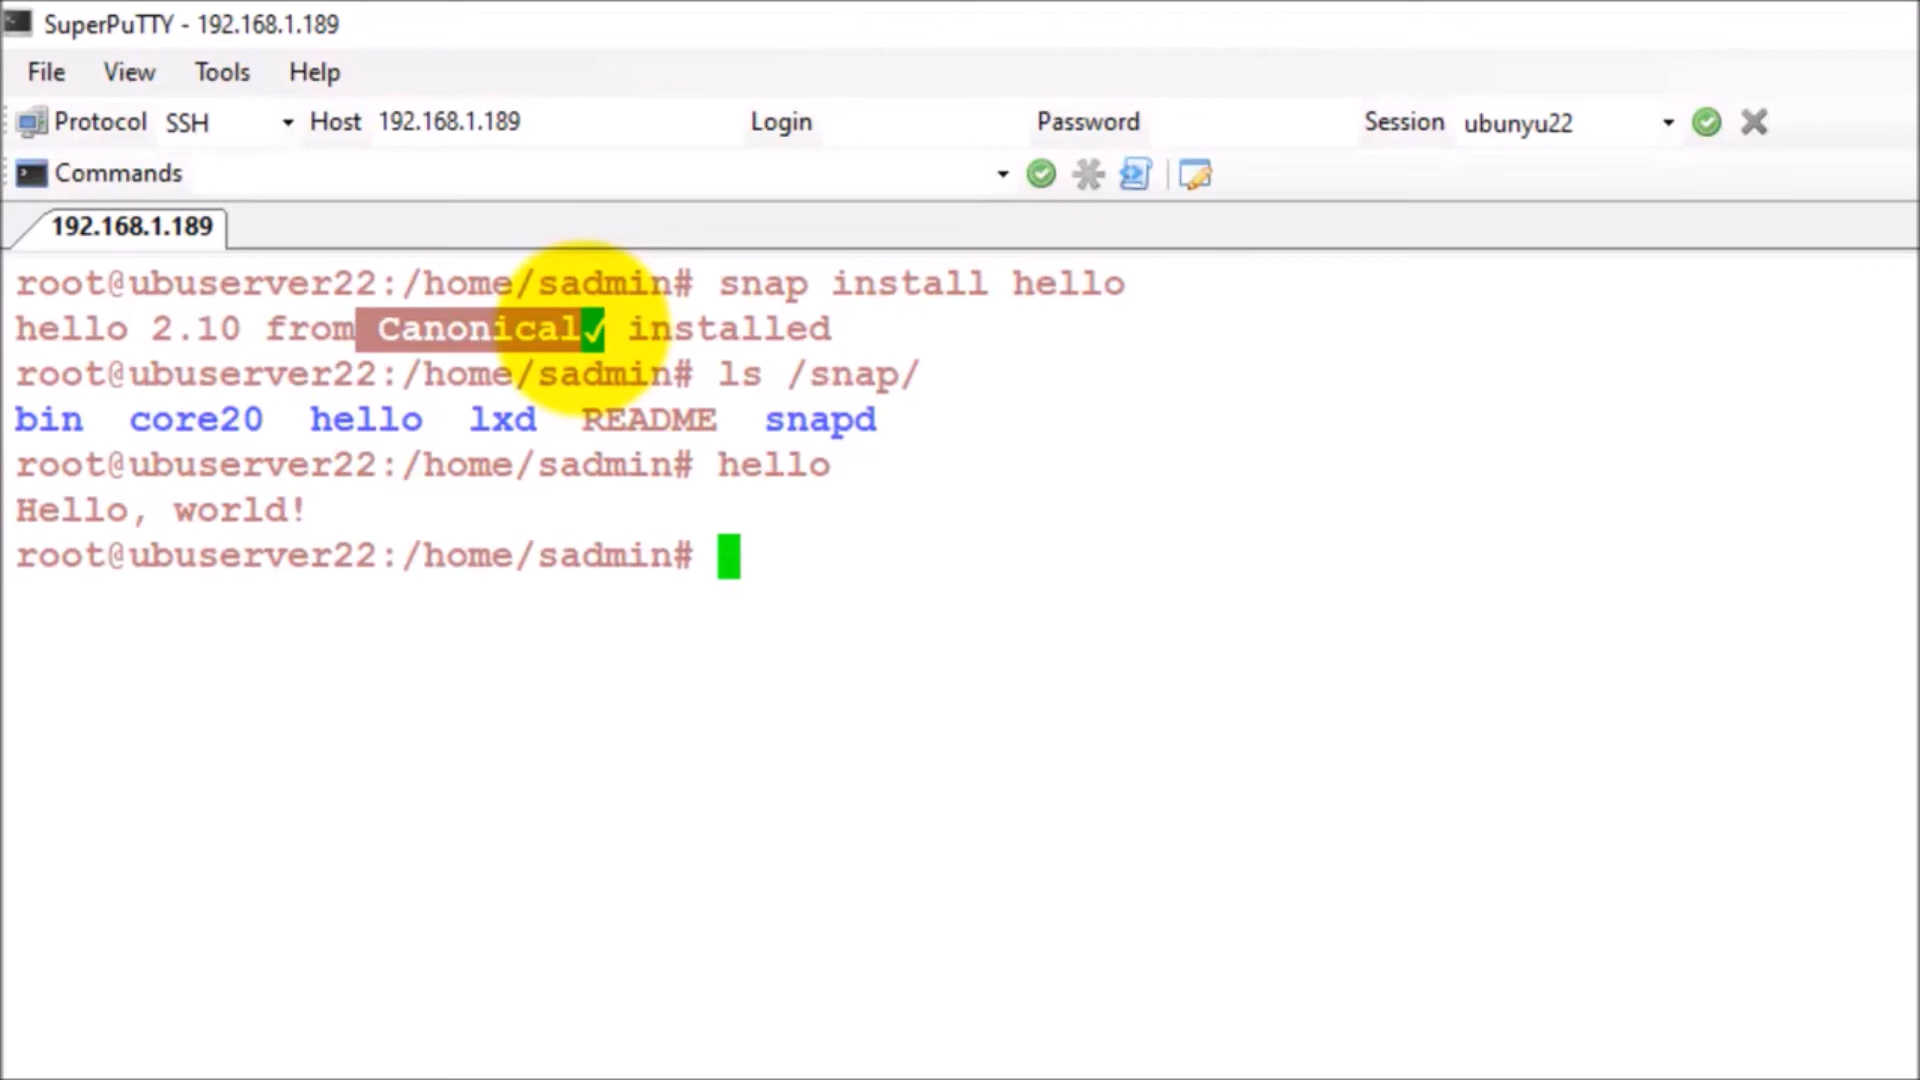 SuperPuTTY - 192.168.1.189
File View Tools Help
Protocol SSH Host 192.168.1.189 Login Password Session ubunyu22
Commands
192.168.1.189
root@ubuserver22:/home/sadmin# snap install hello
hello 2.10 from Canonical✓ installed
root@ubuserver22:/home/sadmin# ls /snap/
bin core20 hello lxd README snapd
root@ubuserver22:/home/sadmin# hello
Hello, world!
root@ubuserver22:/home/sadmin#